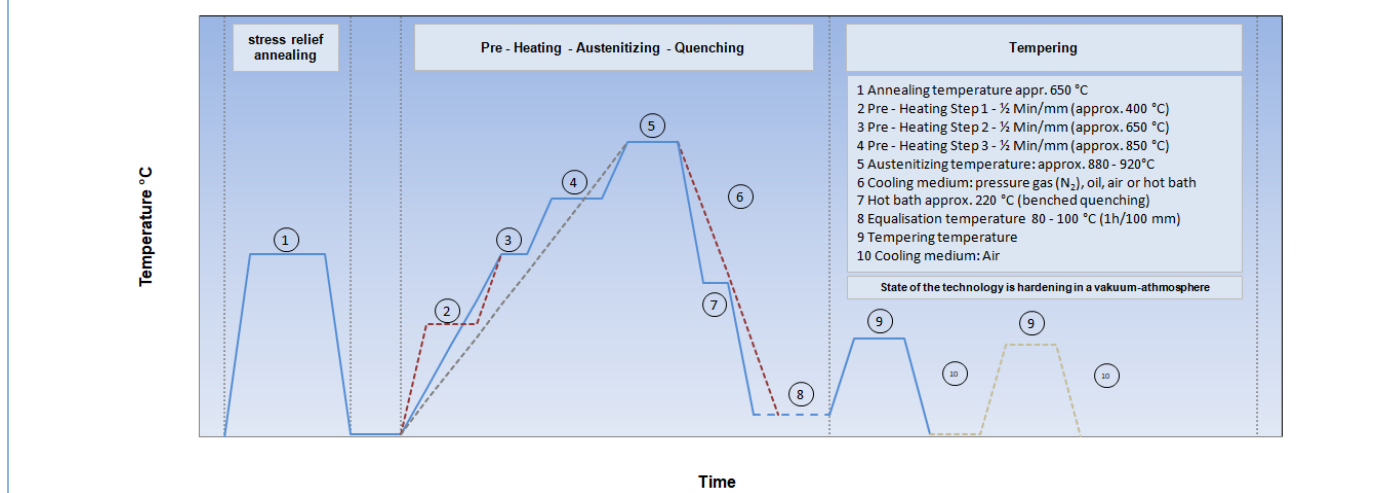 stress relief
annealing
Pre - Heating - Austenitizing - Quenching
Tempering
1 Annealing temperature appr. 650 °C
2 Pre - Heating Step 1 - ½ Min/mm (approx. 400 °C)
3 Pre - Heating Step 2 - ½ Min/mm (approx. 650 °C)
4 Pre - Heating Step 3 - ½ Min/mm (approx. 850 °C)
5 Austenitizing temperature: approx. 880 - 920°C
6 Cooling medium: pressure gas (N₂), oil, air or hot bath
7 Hot bath approx. 220 °C (benched quenching)
8 Equalisation temperature 80 - 100 °C (1h/100 mm)
9 Tempering temperature
10 Cooling medium: Air
State of the technology is hardening in a vakuum-athmosphere
1
2
3
4
5
6
7
8
9
10
9
10
Temperature °C
Time